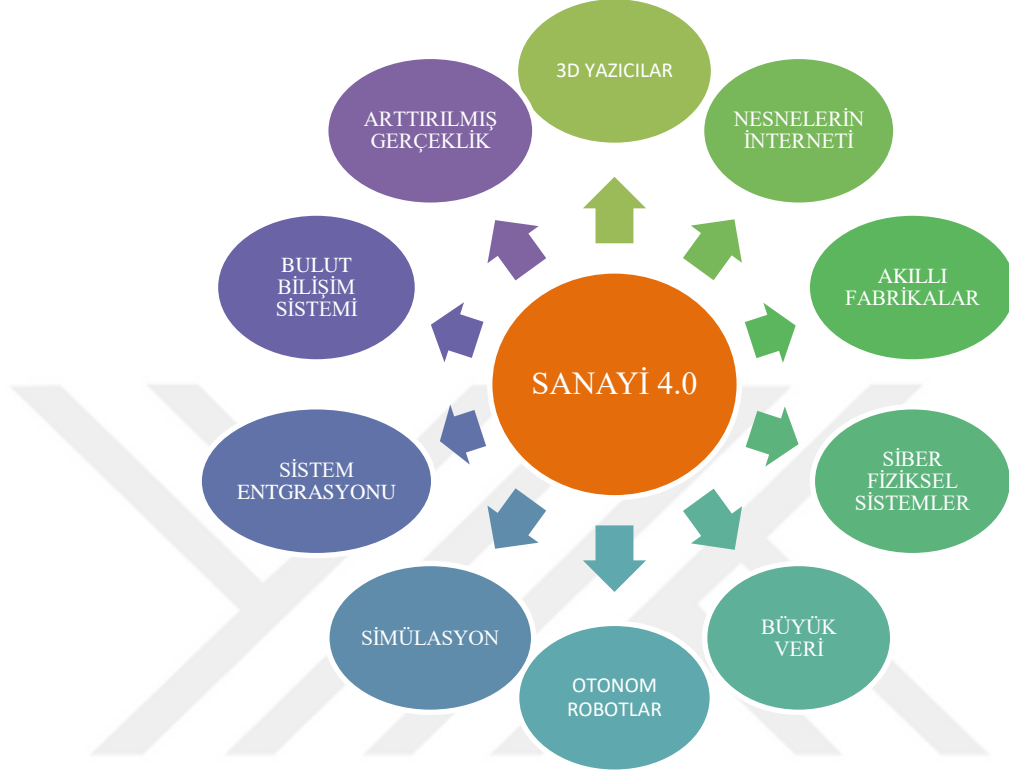 3D YAZICILAR
NESNELERİN
İNTERNETİ
AKILLI
FABRİKALAR
SİBER
FİZİKSEL
SİSTEMLER
BÜYÜK
VERİ
OTONOM
ROBOTLAR
SİMÜLASYON
SİSTEM
ENTGRASYONU
BULUT
BİLİŞİM
SİSTEMİ
ARTTIRILMIŞ
GERÇEKLİK
SANAYİ 4.0